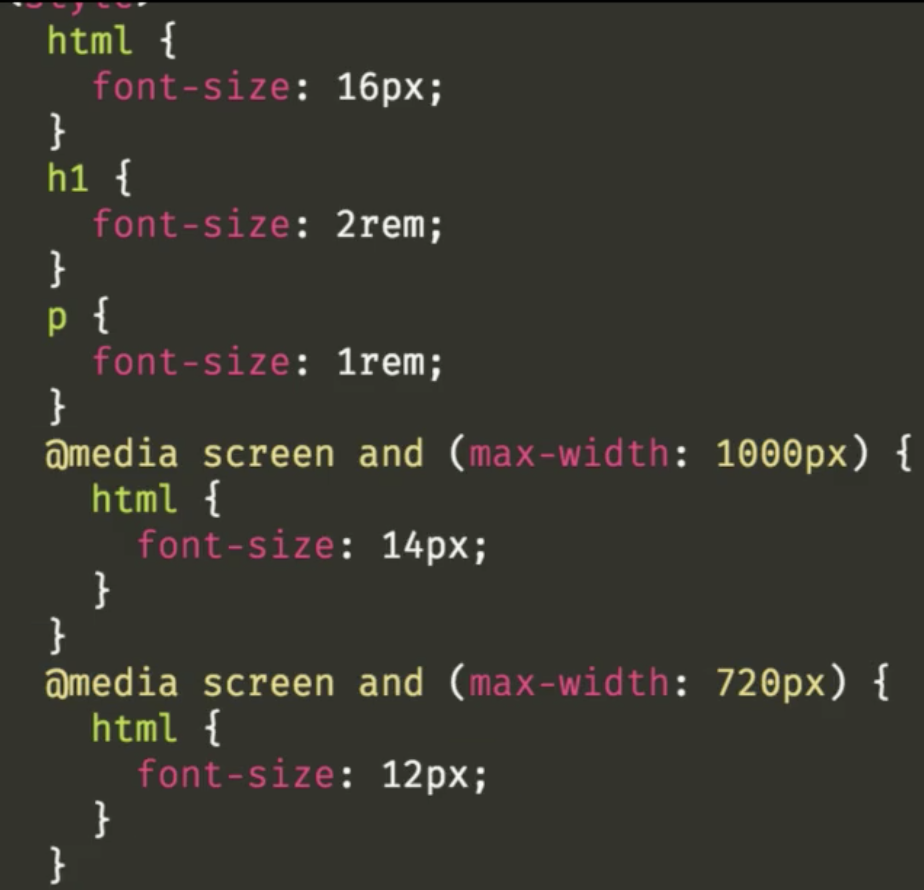 html {
font-size: 16px;
}
h1 {
font-size: 2rem;
}
p {
font-size: 1rem;
}
@media screen and (max-width: 1000px) {
html {
font-size: 14px;
}
}
@media screen and (max-width: 720px) {
html {
font-size: 12px;
}
}